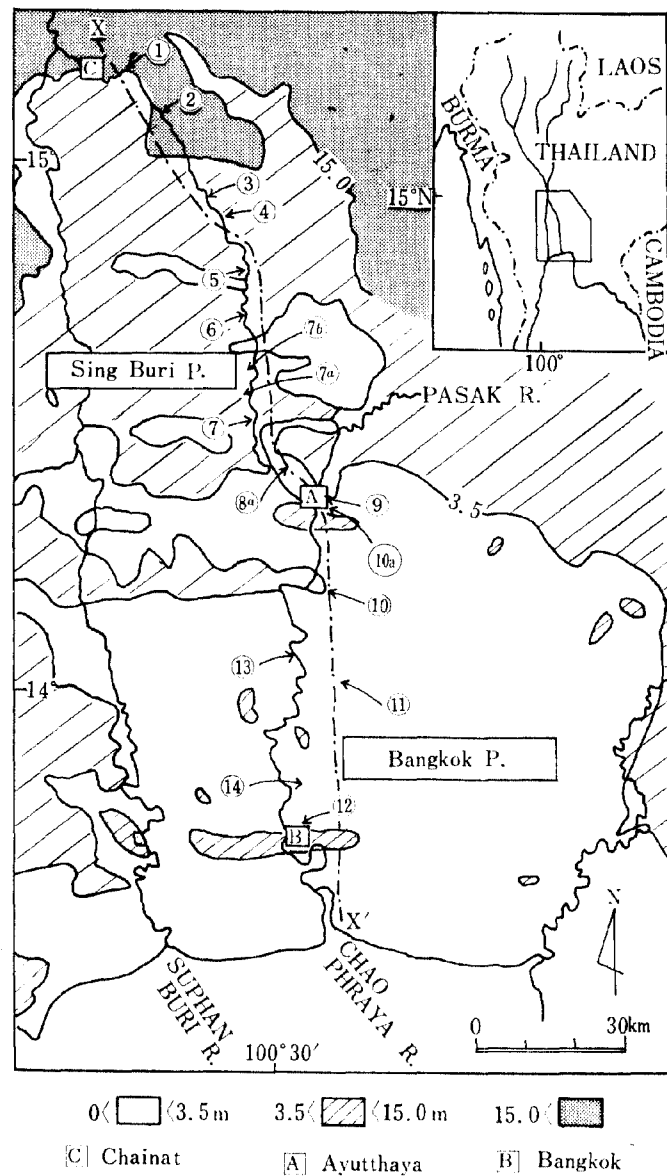 X
①
C
②
15°
15.0
③
④
⑤
⑥
7b
Sing Buri P.
7a
PASAK R.
⑦
8a
A
⑨
3.5
10a
⑩
⑬
14°
⑪
Bangkok P.
⑭
⑫
B
X'
N
SUPHAN
BURI R.
CHAO
PHRAYA R.
0 30km
100°30′
LAOS
BURMA
THAILAND
15°N
CAMBODIA
100°
0< <3.5m 3.5< <15.0m 15.0<
C Chainat A Ayutthaya B Bangkok